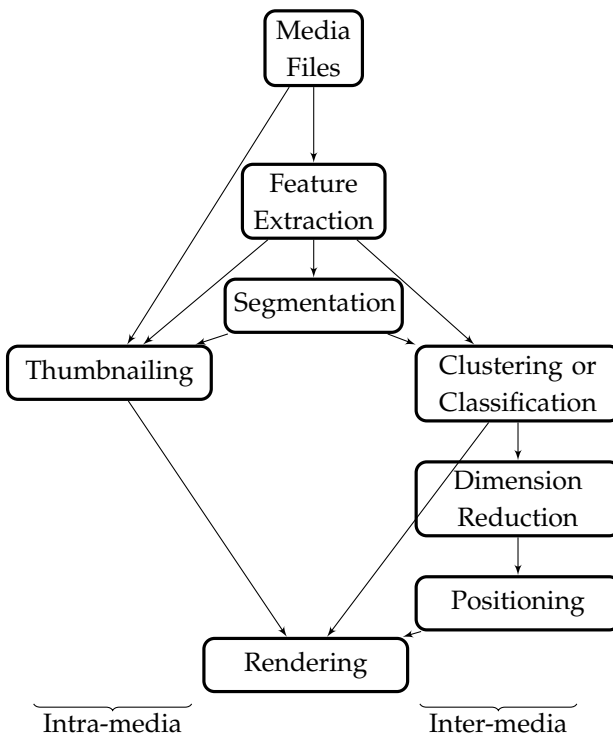 Media
Files
Feature
Extraction
Segmentation
Thumbnailing
Clustering or
Classification
Dimension
Reduction
Positioning
Rendering
Intra-media
Inter-media